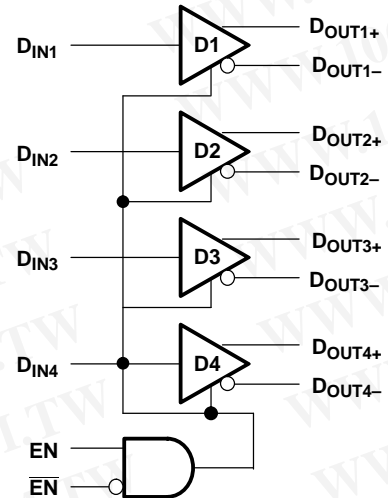 D1
DIN1
DOUT1+
DOUT1–
D2
DIN2
DOUT2+
DOUT2–
D3
DIN3
DOUT3+
DOUT3–
D4
DIN4
DOUT4+
DOUT4–
EN
EN